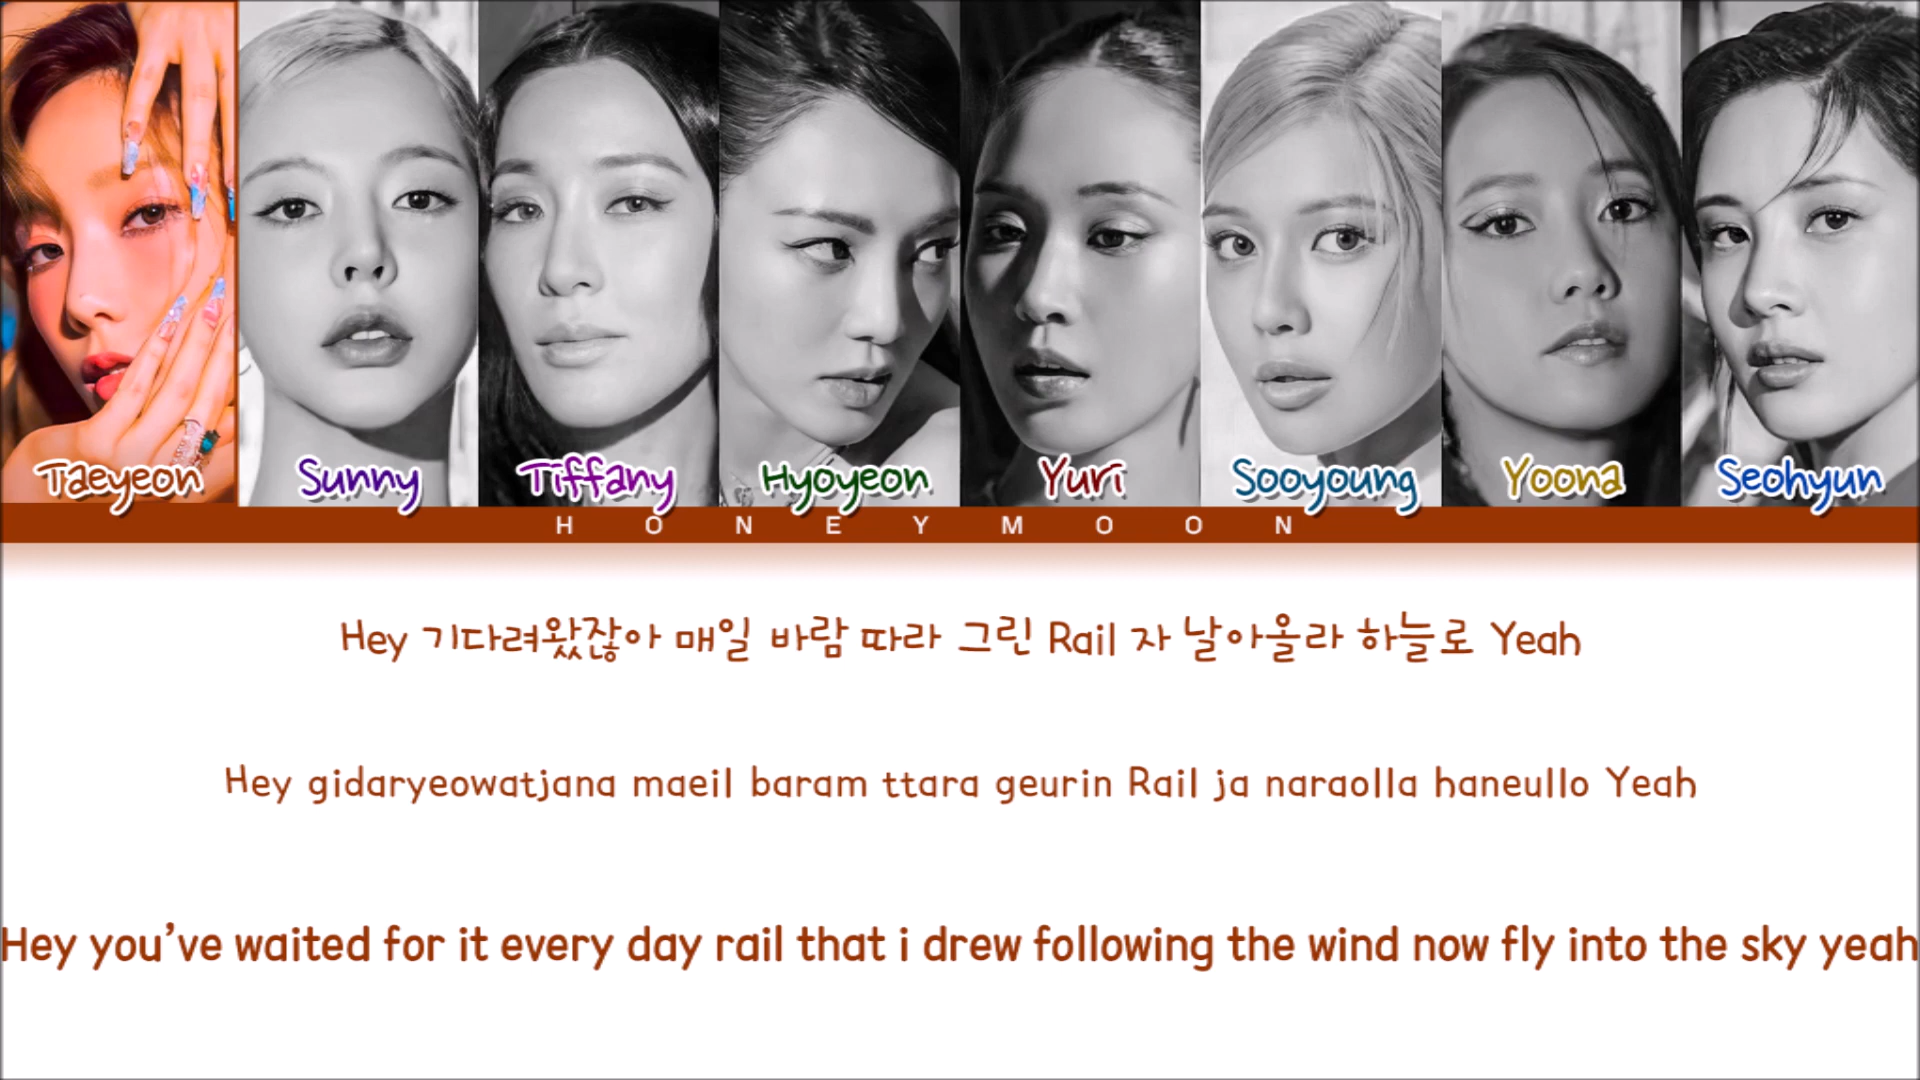 Taeyeon Sunny Tiffany Hyoyeon Yuri Sooyoung Yoona Seohyun
HONEYMOON
Hey 기다려왔잖아 매일 바람 따라 그린 Rail 자 날아올라 하늘로 Yeah
Hey gidaryeowatjana maeil baram ttara geurin Rail ja naraolla haneullo Yeah
Hey you've waited for it every day rail that i drew following the wind now fly into the sky yeah